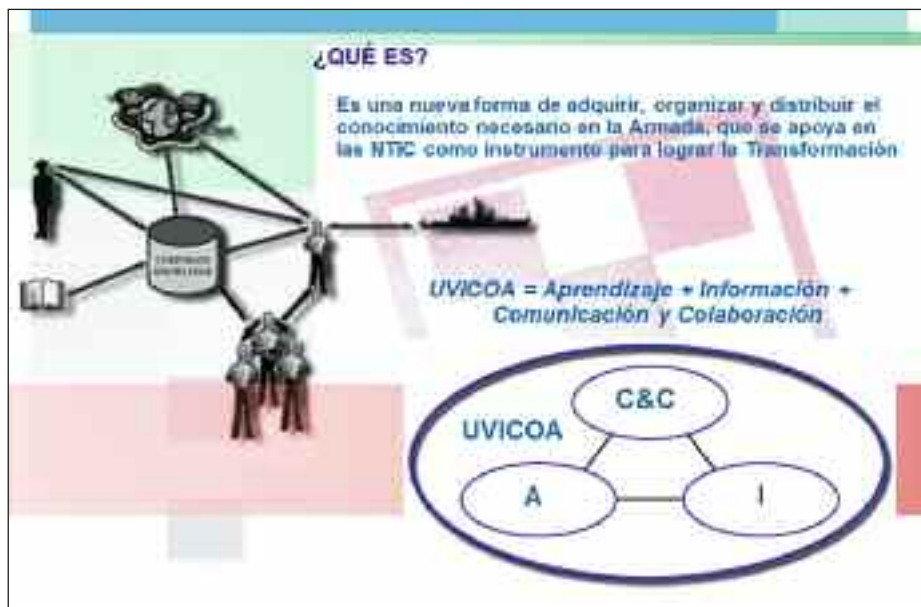 ¿QUÉ ES?
Es una nueva forma de adquirir, organizar y distribuir el
conocimiento necesario en la Armada, que se apoya en
las NTIC como instrumento para lograr la Transformación
UVICOA = Aprendizaje + Información +
Comunicación y Colaboración
C&C
UVICOA
A
I